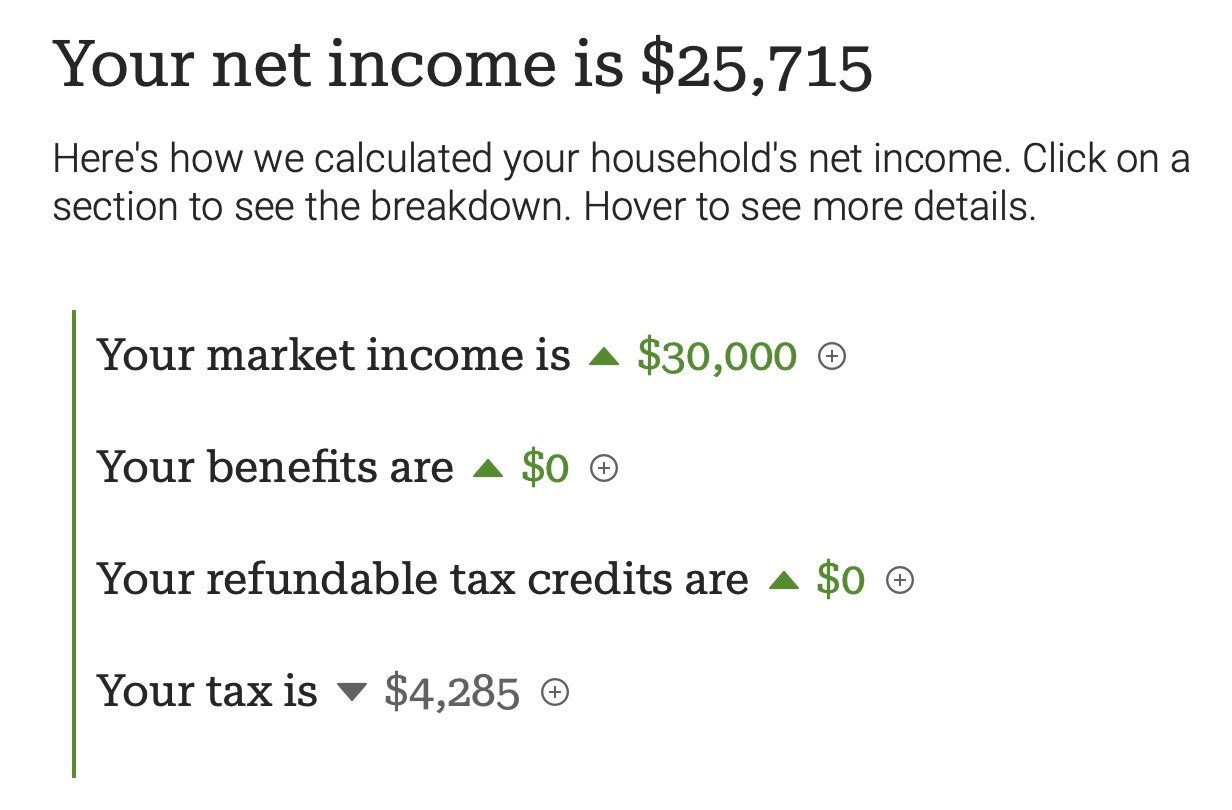 Your net income is $25,715
Here's how we calculated your household's net income. Click on a
section to see the breakdown. Hover to see more details.
Your market income is ▲ $30,000 ⊕
Your benefits are ▲ $0 ⊕
Your refundable tax credits are ▲ $0 ⊕
Your tax is ▼ $4,285 ⊕